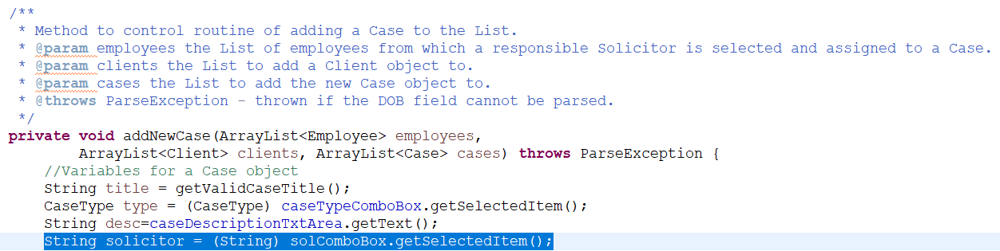 /**
 * Method to control routine of adding a Case to the List.
 * @param employees the List of employees from which a responsible Solicitor is selected and assigned to a Case.
 * @param clients the List to add a Client object to.
 * @param cases the List to add the new Case object to.
 * @throws ParseException - thrown if the DOB field cannot be parsed.
 */
private void addNewCase(ArrayList<Employee> employees,
        ArrayList<Client> clients, ArrayList<Case> cases) throws ParseException {
    //Variables for a Case object
    String title = getValidCaseTitle();
    CaseType type = (CaseType) caseTypeComboBox.getSelectedItem();
    String desc=caseDescriptionTxtArea.getText();
    String solicitor = (String) solComboBox.getSelectedItem();